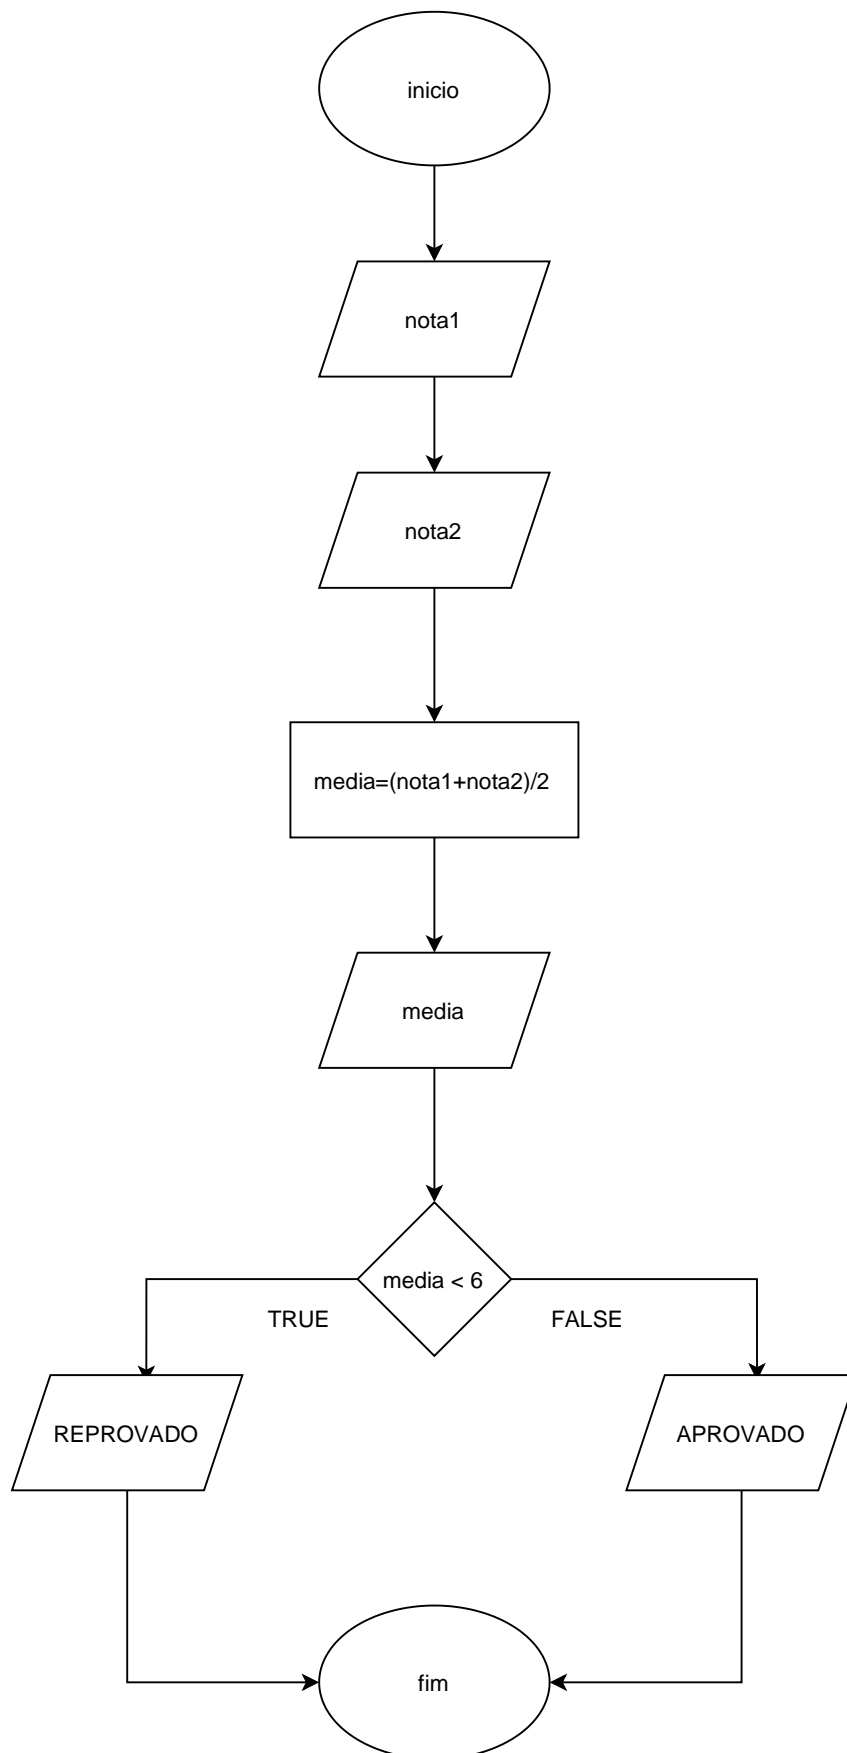 inicio
nota1
nota2
media=(nota1+nota2)/2
media
media < 6
TRUE
FALSE
REPROVADO
APROVADO
fim